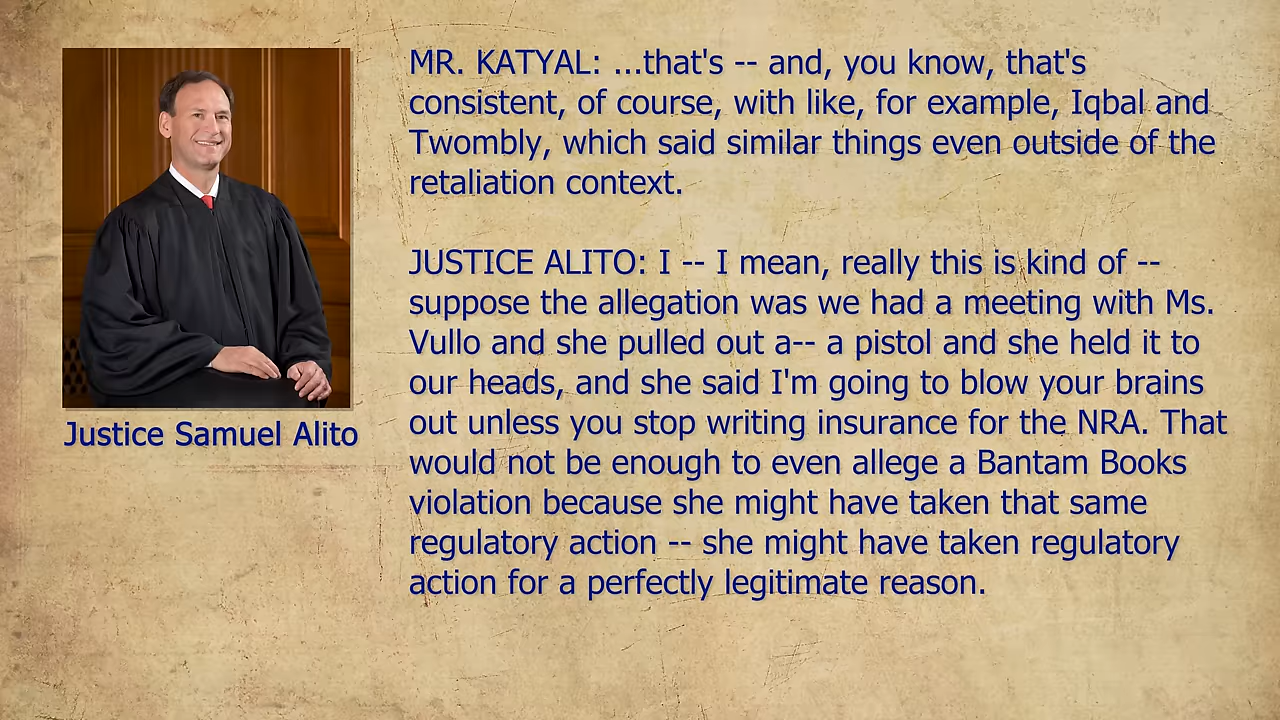 MR. KATYAL: ...that's -- and, you know, that's
consistent, of course, with like, for example, Iqbal and
Twombly, which said similar things even outside of the
retaliation context.
JUSTICE ALITO: I -- I mean, really this is kind of --
suppose the allegation was we had a meeting with Ms.
Vullo and she pulled out a-- a pistol and she held it to
our heads, and she said I'm going to blow your brains
out unless you stop writing insurance for the NRA. That
would not be enough to even allege a Bantam Books
violation because she might have taken that same
regulatory action -- she might have taken regulatory
action for a perfectly legitimate reason.
Justice Samuel Alito